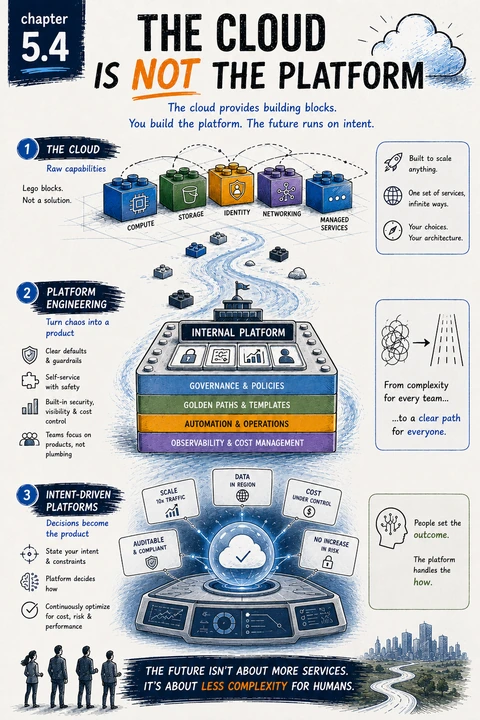 chapter
5.4
THE CLOUD
IS NOT THE PLATFORM
The cloud provides building blocks.
You build the platform. The future runs on intent.
1 THE CLOUD
Raw capabilities
Lego blocks.
Not a solution.
COMPUTE
STORAGE
IDENTITY
NETWORKING
MANAGED
SERVICES
Built to scale
anything.
One set of services,
infinite ways.
Your choices.
Your architecture.
2 PLATFORM
ENGINEERING
Turn chaos into a
product
Clear defaults
& guardrails
Self-service
with safety
Built-in security,
visibility & cost
control
Teams focus on
products, not
plumbing
INTERNAL PLATFORM
GOVERNANCE & POLICIES
GOLDEN PATHS & TEMPLATES
AUTOMATION & OPERATIONS
OBSERVABILITY & COST MANAGEMENT
From complexity
for every team...
...to a clear path
for everyone.
3 INTENT-DRIVEN
PLATFORMS
Decisions become
the product
State your intent
& constraints
Platform decides
how
Continuously optimize
for cost, risk &
performance
AUDITABLE
& COMPLIANT
SCALE
10x TRAFFIC
DATA
IN REGION
COST
UNDER CONTROL
$
NO INCREASE
IN RISK
People set the
outcome.
The platform
handles the
how.
THE FUTURE ISN'T ABOUT MORE SERVICES.
IT'S ABOUT LESS COMPLEXITY FOR HUMANS.